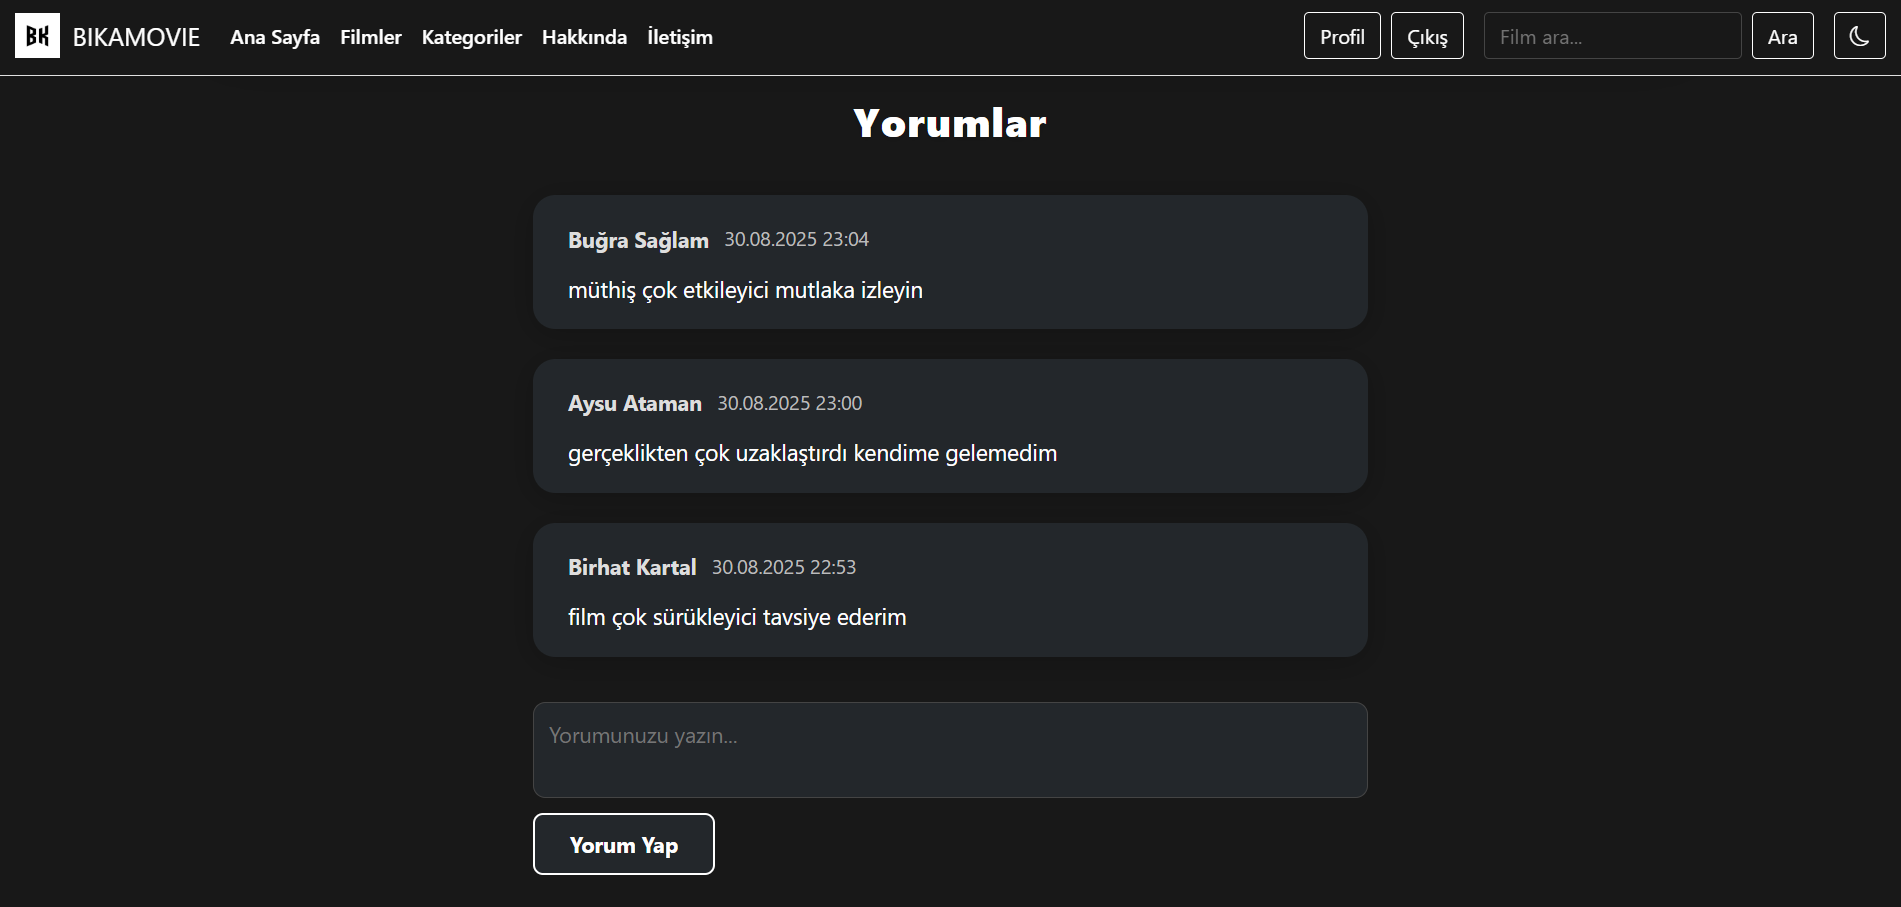 BK BIKAMOVIE Ana Sayfa Filmler Kategoriler Hakkında İletişim Profil Çıkış Film ara... Ara
Yorumlar
Buğra Sağlam 30.08.2025 23:04
müthiş çok etkileyici mutlaka izleyin
Aysu Ataman 30.08.2025 23:00
gerçeklikten çok uzaklaştırdı kendime gelemedim
Birhat Kartal 30.08.2025 22:53
film çok sürükleyici tavsiye ederim
Yorumunuzu yazın...
Yorum Yap